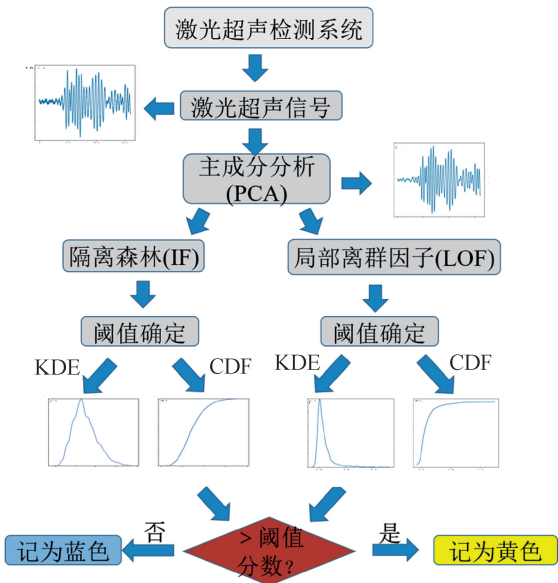 激光超声检测系统
激光超声信号
主成分分析
(PCA)
隔离森林(IF)
局部离群因子(LOF)
阈值确定
阈值确定
KDE
CDF
KDE
CDF
>阈值
分数?
否
是
记为蓝色
记为黄色